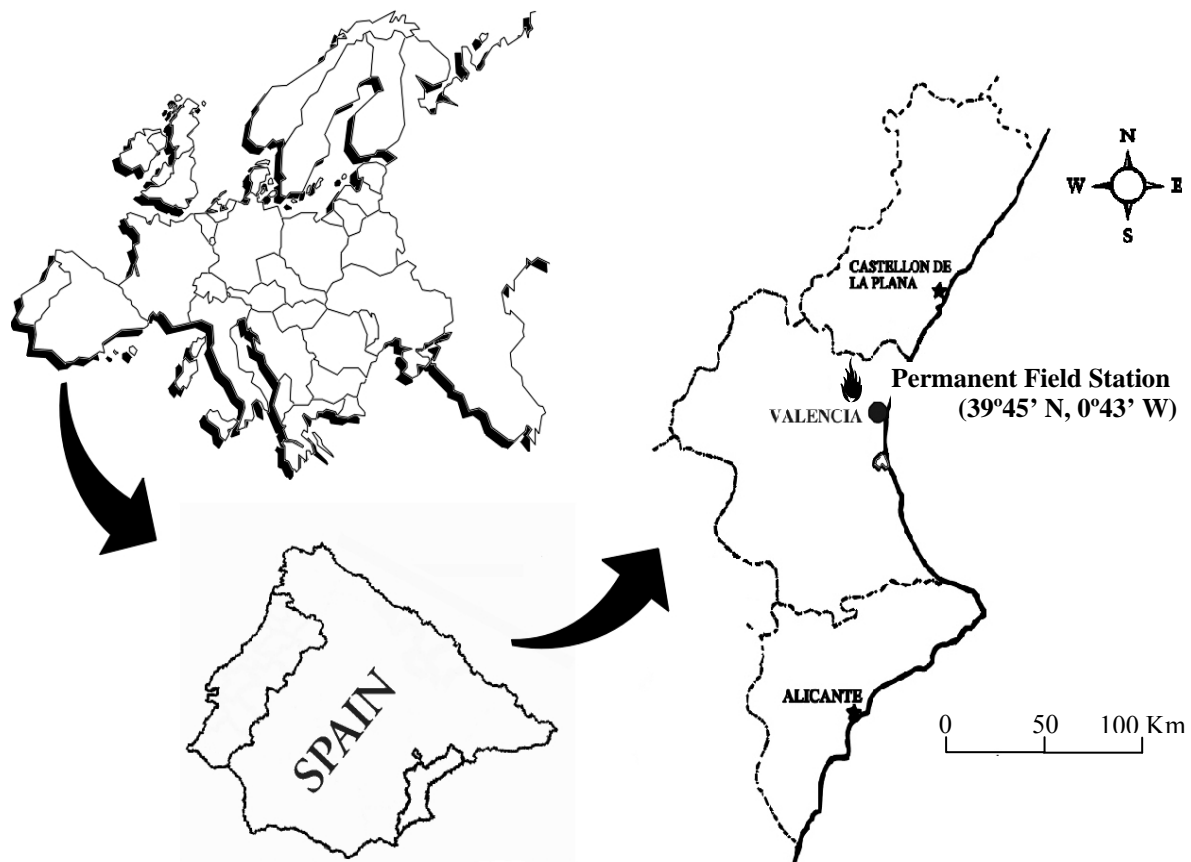 N
W E
S
CASTELLON DE
LA PLANA
Permanent Field Station
(39º45’ N, 0º43’ W)
VALENCIA
SPAIN
ALICANTE
0 50 100 Km